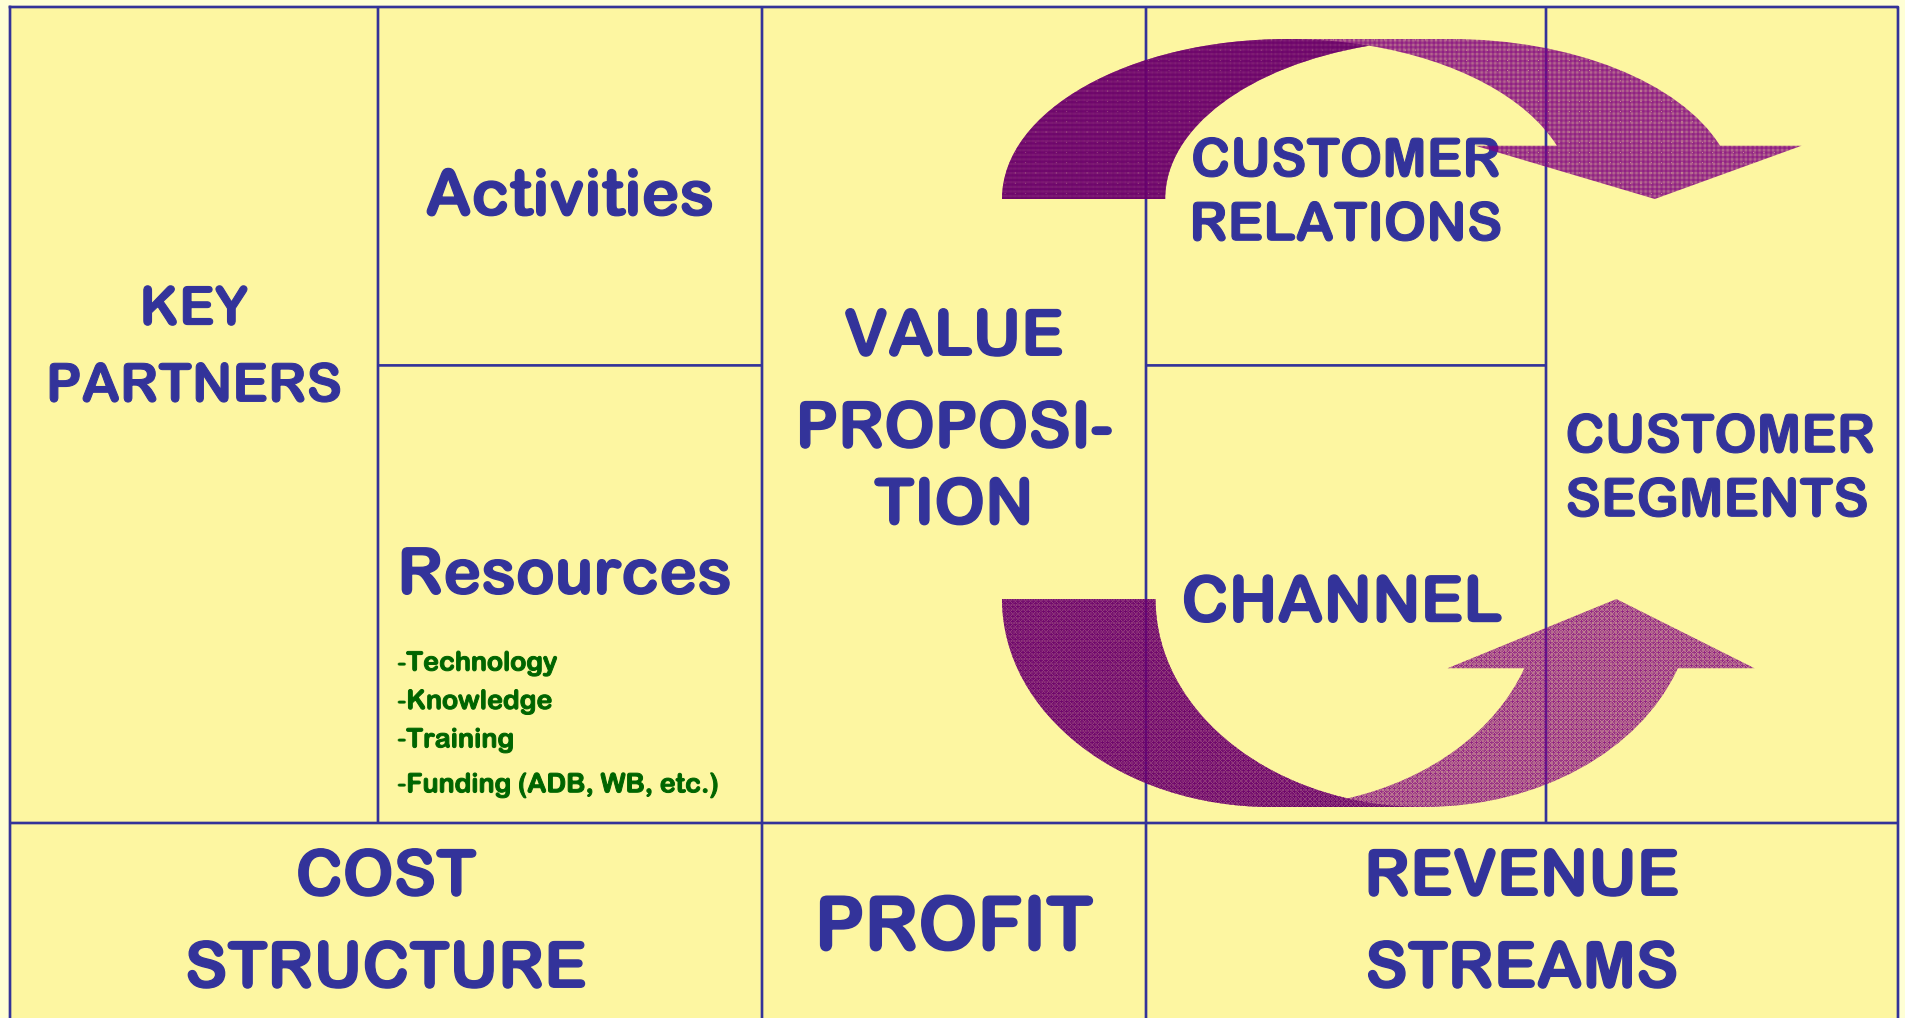 KEY
PARTNERS
Activities
Resources
-Technology
-Knowledge
-Training
-Funding (ADB, WB, etc.)
VALUE
PROPOSI-
TION
CUSTOMER
RELATIONS
CHANNEL
CUSTOMER
SEGMENTS
COST
STRUCTURE
PROFIT
REVENUE
STREAMS